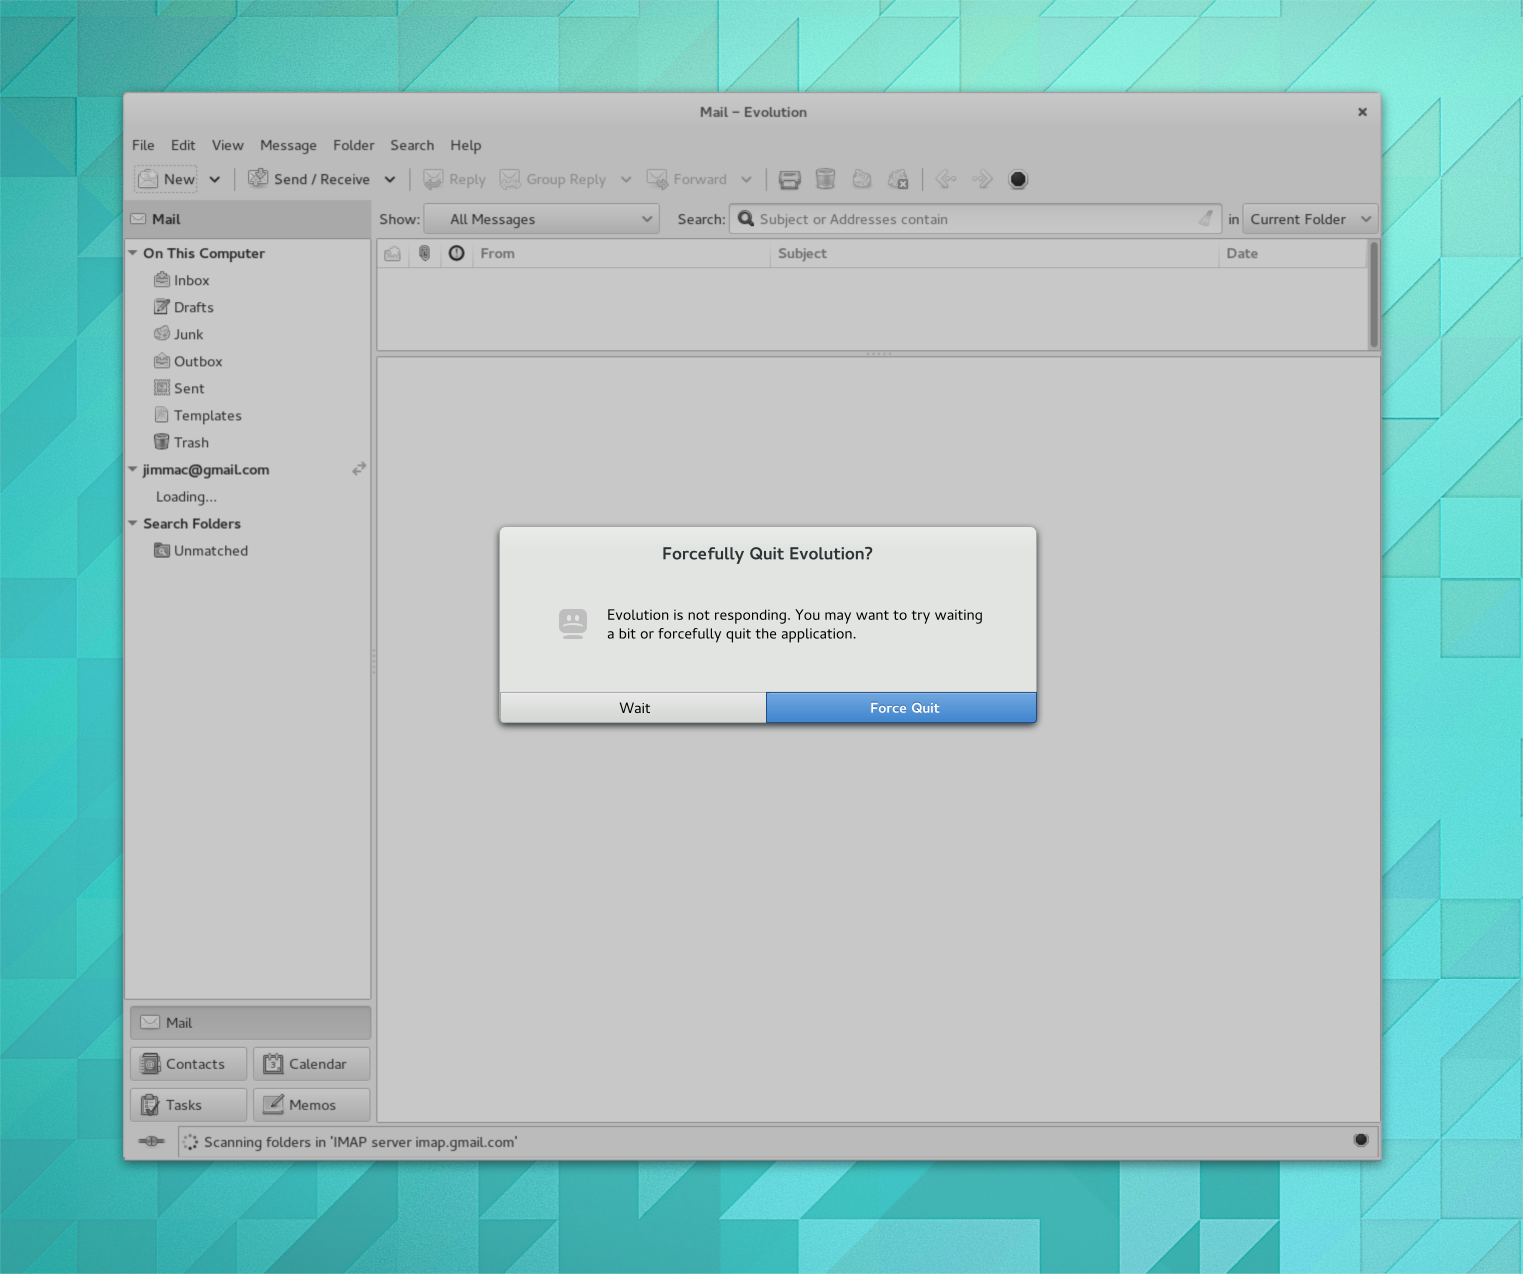 Mail – Evolution ×
File Edit View Message Folder Search Help
New Send / Receive Reply Group Reply Forward
Mail Show: All Messages Search: Subject or Addresses contain in Current Folder
On This Computer From Subject Date
Inbox
Drafts
Junk
Outbox
Sent
Templates
Trash
jimmac@gmail.com
Loading...
Search Folders
Unmatched
Forcefully Quit Evolution?
Evolution is not responding. You may want to try waiting
a bit or forcefully quit the application.
Wait Force Quit
Mail
Contacts 3 Calendar
Tasks Memos
Scanning folders in 'IMAP server imap.gmail.com'